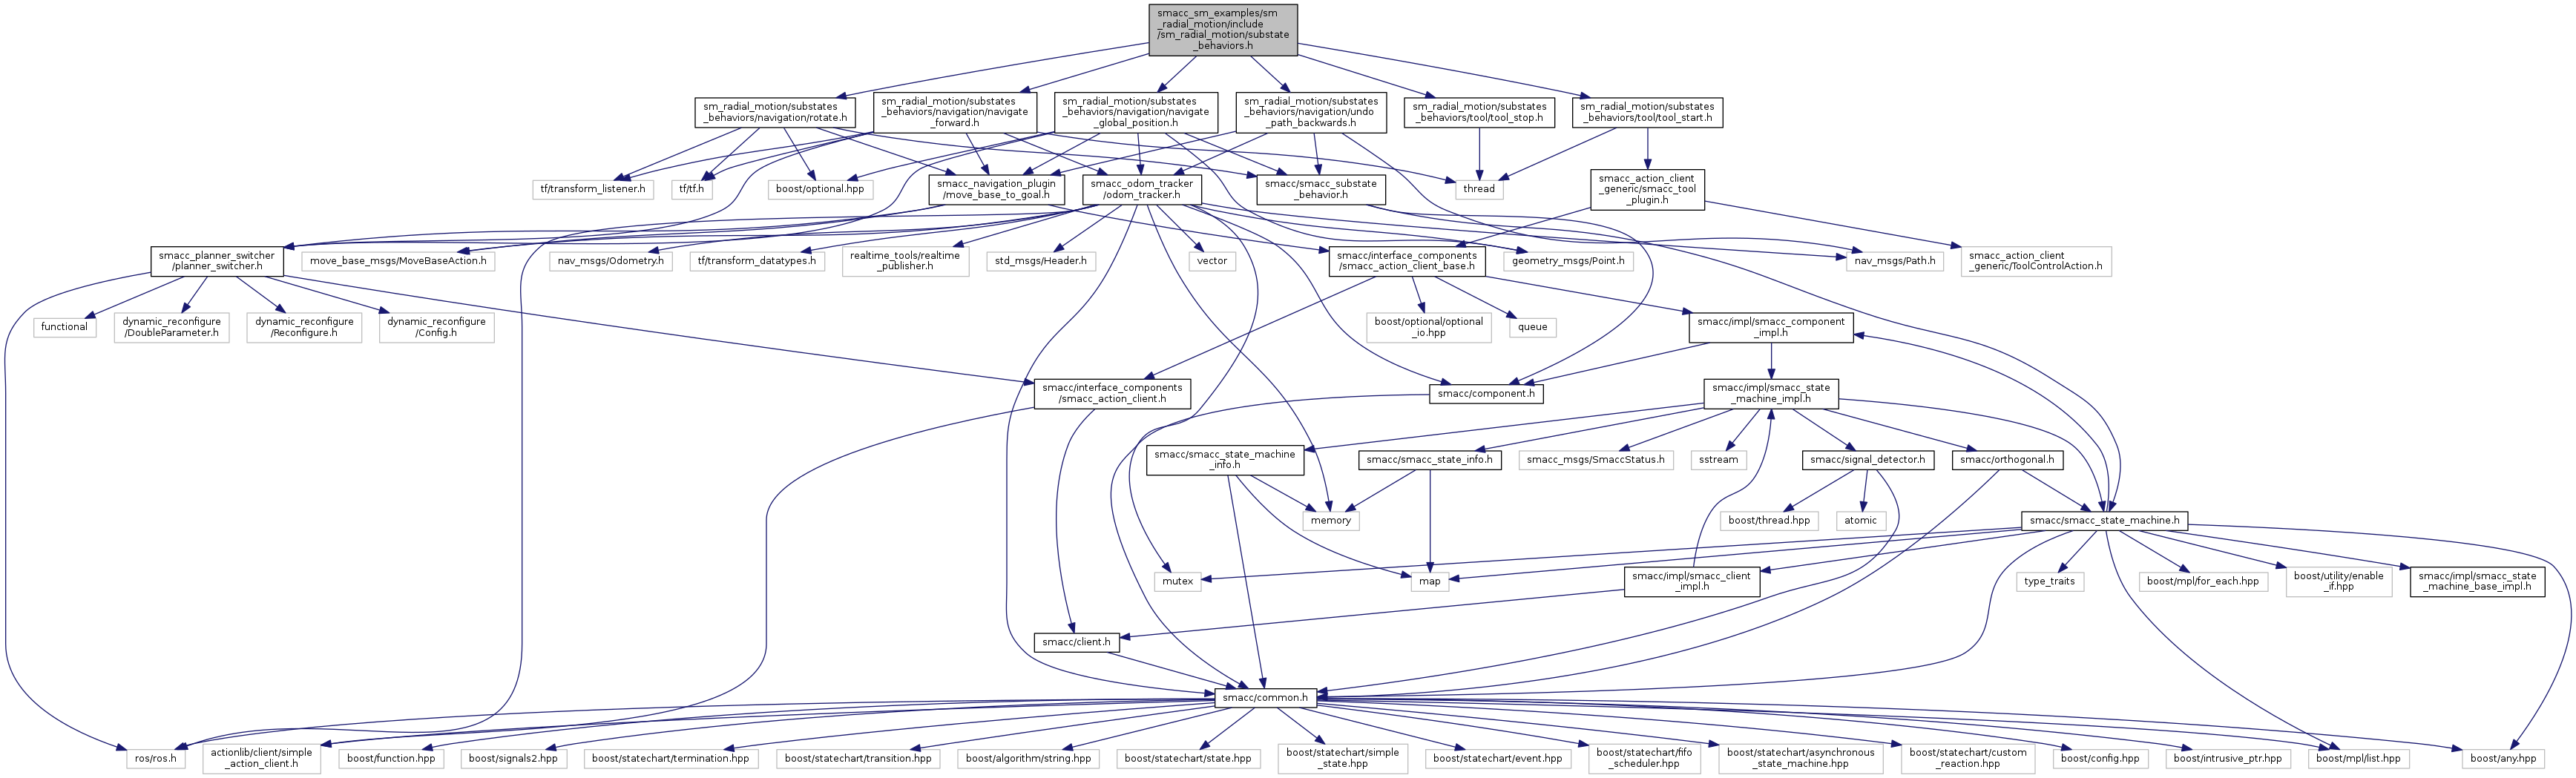 smacc_sm_examples/sm
_radial_motion/include
/sm_radial_motion/substate
_behaviors.h
sm_radial_motion/substates
_behaviors/navigation/rotate.h
sm_radial_motion/substates
_behaviors/navigation/navigate
_forward.h
sm_radial_motion/substates
_behaviors/navigation/navigate
_global_position.h
sm_radial_motion/substates
_behaviors/navigation/undo
_path_backwards.h
sm_radial_motion/substates
_behaviors/tool/tool_stop.h
sm_radial_motion/substates
_behaviors/tool/tool_start.h
tf/transform_listener.h
tf/tf.h
boost/optional.hpp
smacc_navigation_plugin
/move_base_to_goal.h
smacc_odom_tracker
/odom_tracker.h
smacc/smacc_substate
_behavior.h
thread
smacc_action_client
_generic/smacc_tool
_plugin.h
smacc_planner_switcher
/planner_switcher.h
move_base_msgs/MoveBaseAction.h
nav_msgs/Odometry.h
tf/transform_datatypes.h
realtime_tools/realtime
_publisher.h
std_msgs/Header.h
vector
smacc/interface_components
/smacc_action_client_base.h
geometry_msgs/Point.h
nav_msgs/Path.h
smacc_action_client
_generic/ToolControlAction.h
functional
dynamic_reconfigure
/DoubleParameter.h
dynamic_reconfigure
/Reconfigure.h
dynamic_reconfigure
/Config.h
boost/optional/optional
_io.hpp
queue
smacc/impl/smacc_component
_impl.h
smacc/interface_components
/smacc_action_client.h
smacc/component.h
smacc/impl/smacc_state
_machine_impl.h
smacc/smacc_state_machine
_info.h
smacc/smacc_state_info.h
smacc_msgs/SmaccStatus.h
sstream
smacc/signal_detector.h
smacc/orthogonal.h
memory
boost/thread.hpp
atomic
smacc/smacc_state_machine.h
mutex
map
smacc/impl/smacc_client
_impl.h
type_traits
boost/mpl/for_each.hpp
boost/utility/enable
_if.hpp
smacc/impl/smacc_state
_machine_base_impl.h
smacc/client.h
smacc/common.h
ros/ros.h
actionlib/client/simple
_action_client.h
boost/function.hpp
boost/signals2.hpp
boost/statechart/termination.hpp
boost/statechart/transition.hpp
boost/algorithm/string.hpp
boost/statechart/state.hpp
boost/statechart/simple
_state.hpp
boost/statechart/event.hpp
boost/statechart/fifo
_scheduler.hpp
boost/statechart/asynchronous
_state_machine.hpp
boost/statechart/custom
_reaction.hpp
boost/config.hpp
boost/intrusive_ptr.hpp
boost/mpl/list.hpp
boost/any.hpp